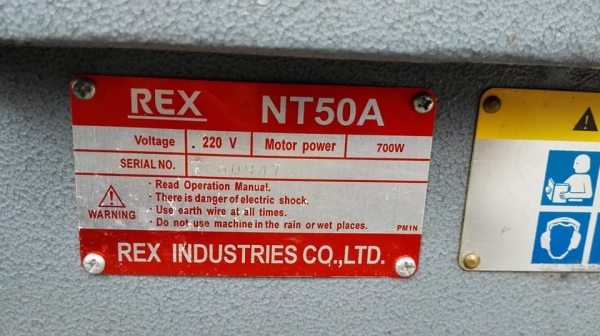 REX NT50A
Voltage . 220 V Motor power 700W
SERIAL NO.
WARNING
· Read Operation Manual.
· There is danger of electric shock.
· Use earth wire at all times.
· Do not use machine in the rain or wet places.
PM1N
REX INDUSTRIES CO.,LTD.